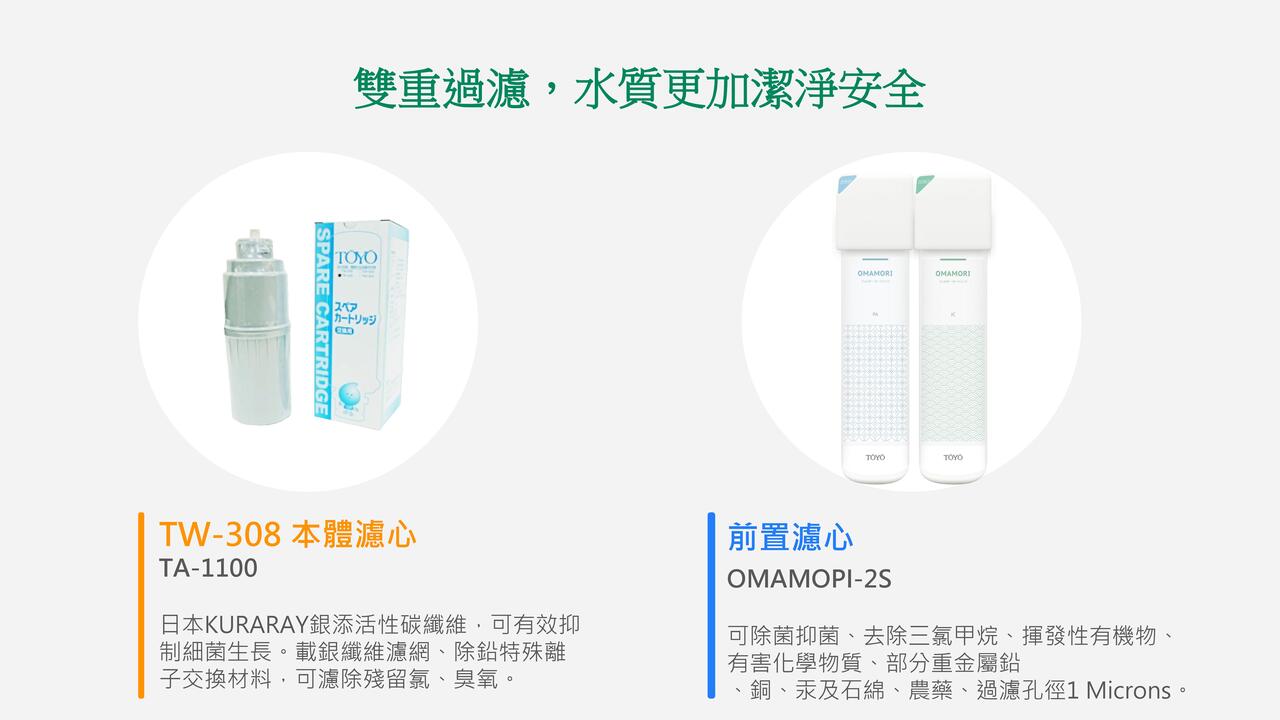 雙重過濾，水質更加潔淨安全
SPARE CARTRIDGE
TOYO
スペア
カートリッジ
交換用
OMAMORI
OMAMORI
TOYO
TOYO
TW-308 本體濾心
TA-1100
日本KURARAY銀添活性碳纖維，可有效抑
制細菌生長。載銀纖維濾網、除鉛特殊離
子交換材料，可濾除殘留氯、臭氧。
前置濾心
OMAMOPI-2S
可除菌抑菌、去除三氯甲烷、揮發性有機物、
有害化學物質、部分重金屬鉛
、銅、汞及石綿、農藥、過濾孔徑1 Microns。